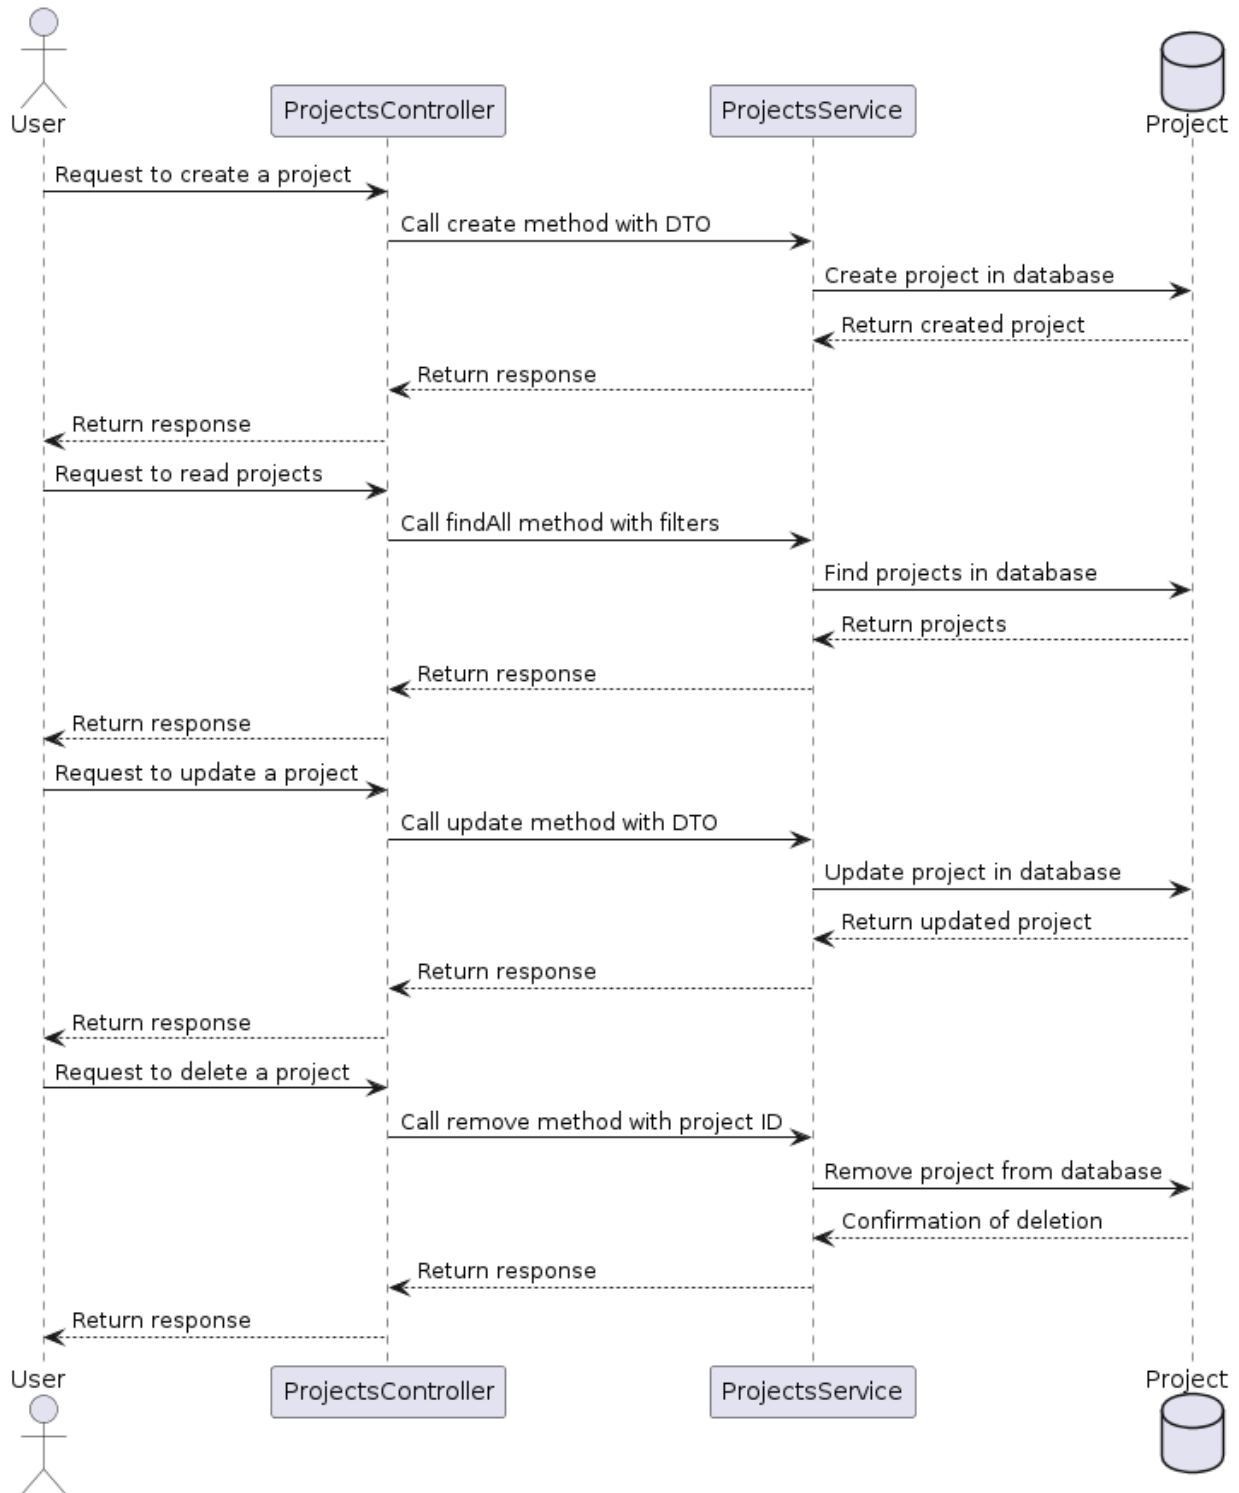 User
ProjectsController
ProjectsService
Project
Request to create a project
Call create method with DTO
Create project in database
Return created project
Return response
Return response
Request to read projects
Call findAll method with filters
Find projects in database
Return projects
Return response
Return response
Request to update a project
Call update method with DTO
Update project in database
Return updated project
Return response
Return response
Request to delete a project
Call remove method with project ID
Remove project from database
Confirmation of deletion
Return response
Return response
User
ProjectsController
ProjectsService
Project